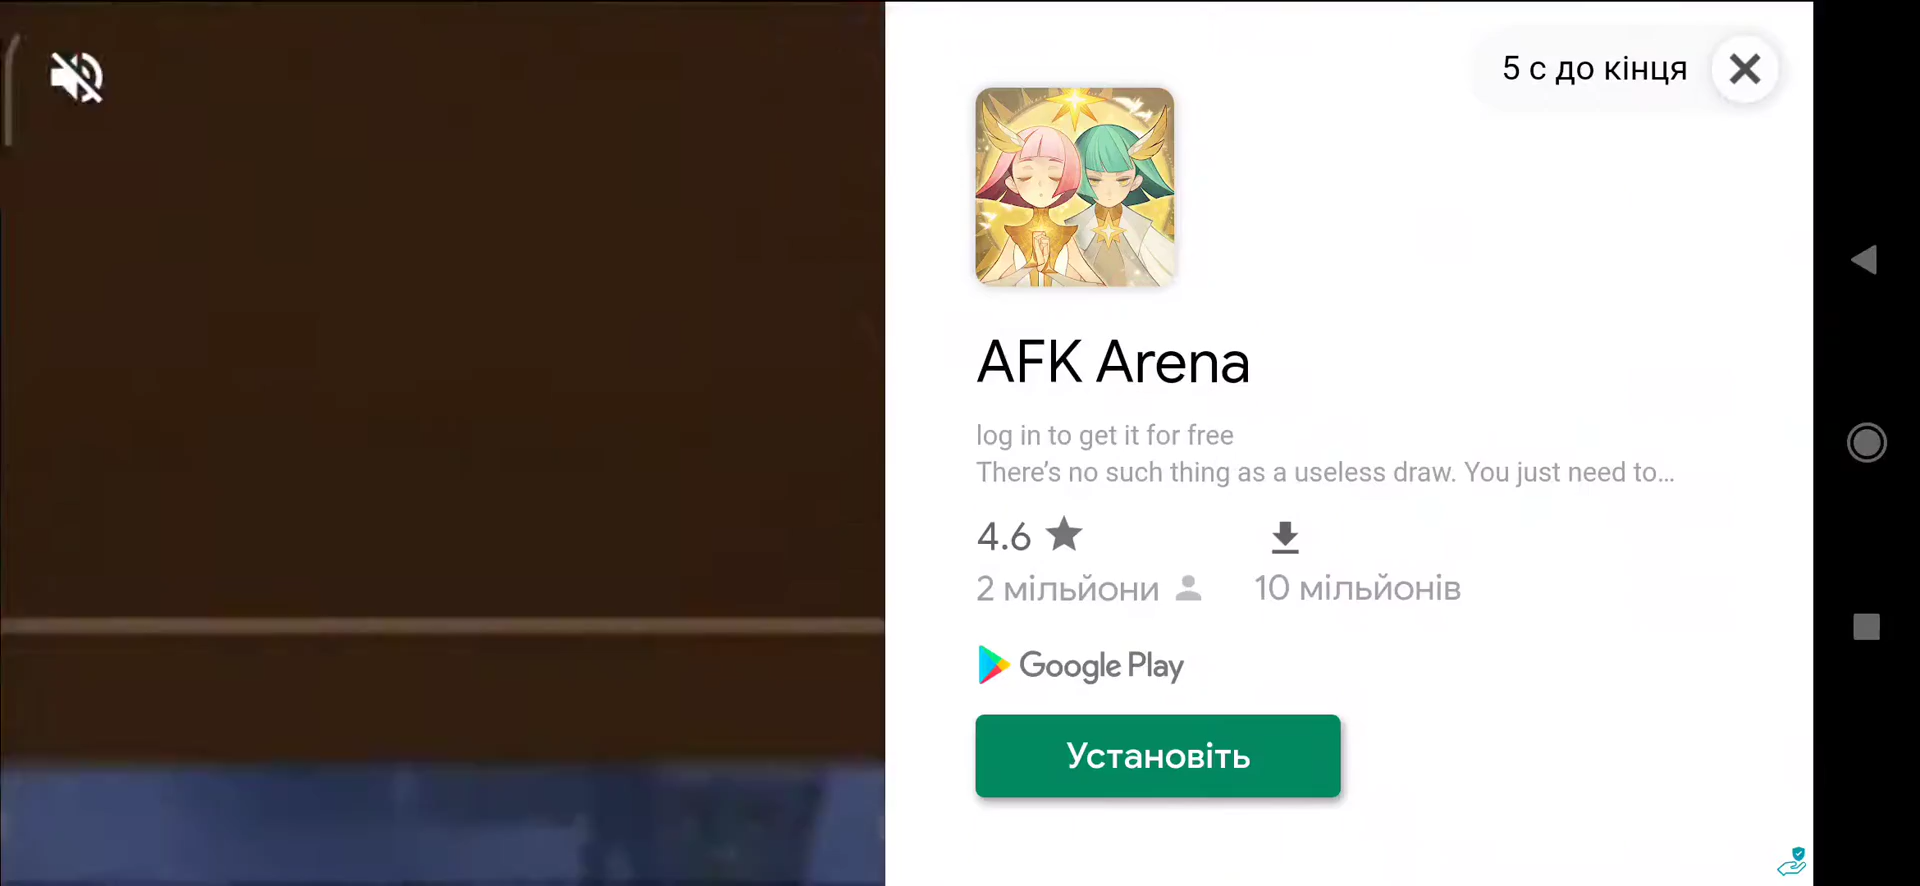 5 с до кінця
AFK Arena
log in to get it for free
There’s no such thing as a useless draw. You just need to…
4.6
2 мільйони
10 мільйонів
Google Play
Установіть